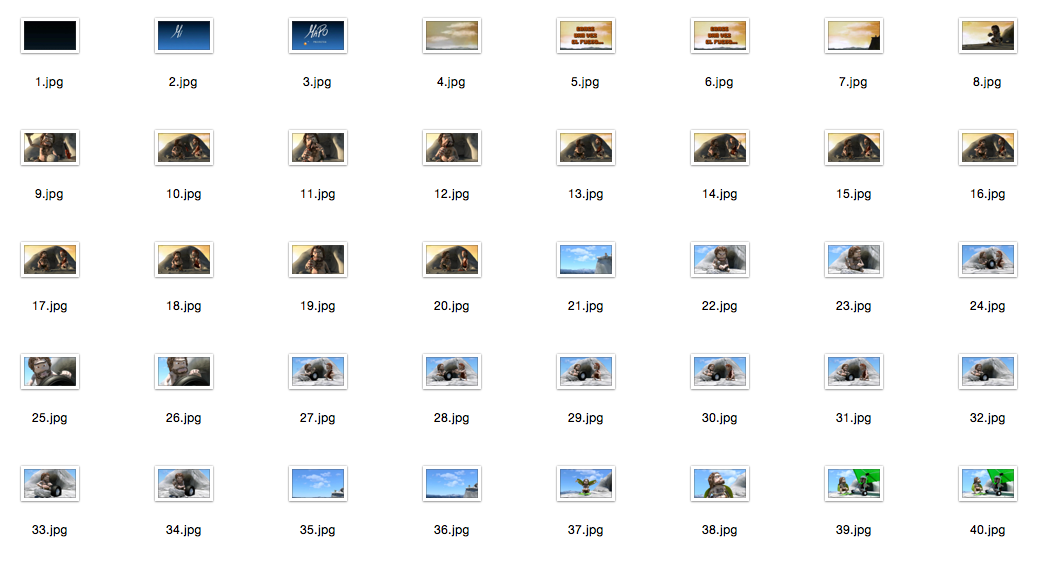 MAPO
1.jpg 2.jpg 3.jpg 4.jpg 5.jpg 6.jpg 7.jpg 8.jpg
9.jpg 10.jpg 11.jpg 12.jpg 13.jpg 14.jpg 15.jpg 16.jpg
17.jpg 18.jpg 19.jpg 20.jpg 21.jpg 22.jpg 23.jpg 24.jpg
25.jpg 26.jpg 27.jpg 28.jpg 29.jpg 30.jpg 31.jpg 32.jpg
33.jpg 34.jpg 35.jpg 36.jpg 37.jpg 38.jpg 39.jpg 40.jpg